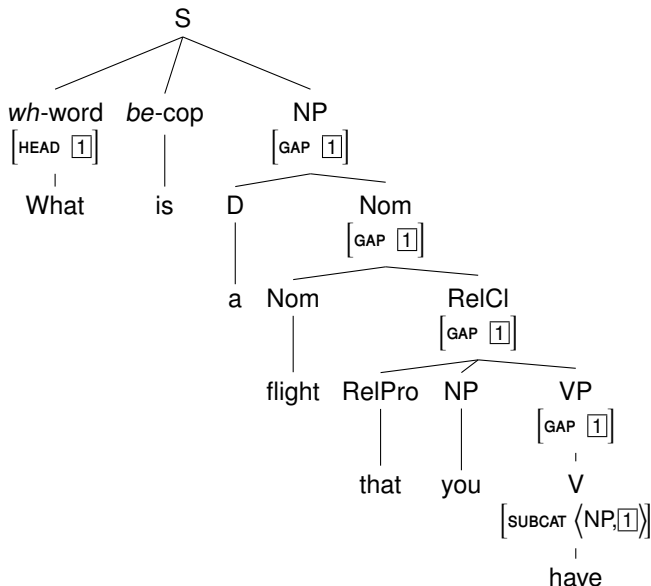 S
wh-word be-cop NP
[HEAD 1] [GAP 1]
What is D Nom
[GAP 1]
a Nom RelCl
[GAP 1]
flight RelPro NP VP
[GAP 1]
that you V
[SUBCAT ⟨NP,1⟩]
have